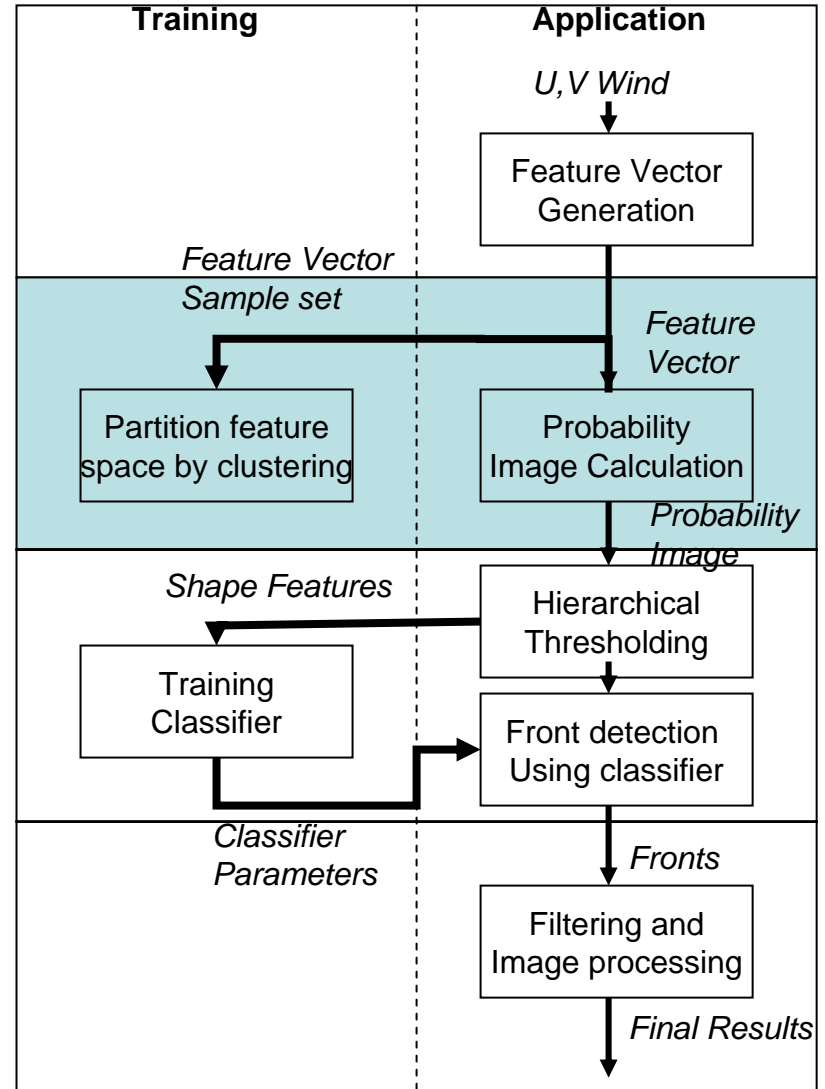 Training
Application
U,V Wind
Feature Vector
Generation
Feature Vector
Sample set
Feature
Vector
Partition feature
space by clustering
Probability
Image Calculation
Probability
Image
Shape Features
Hierarchical
Thresholding
Training
Classifier
Front detection
Using classifier
Classifier
Parameters
Fronts
Filtering and
Image processing
Final Results